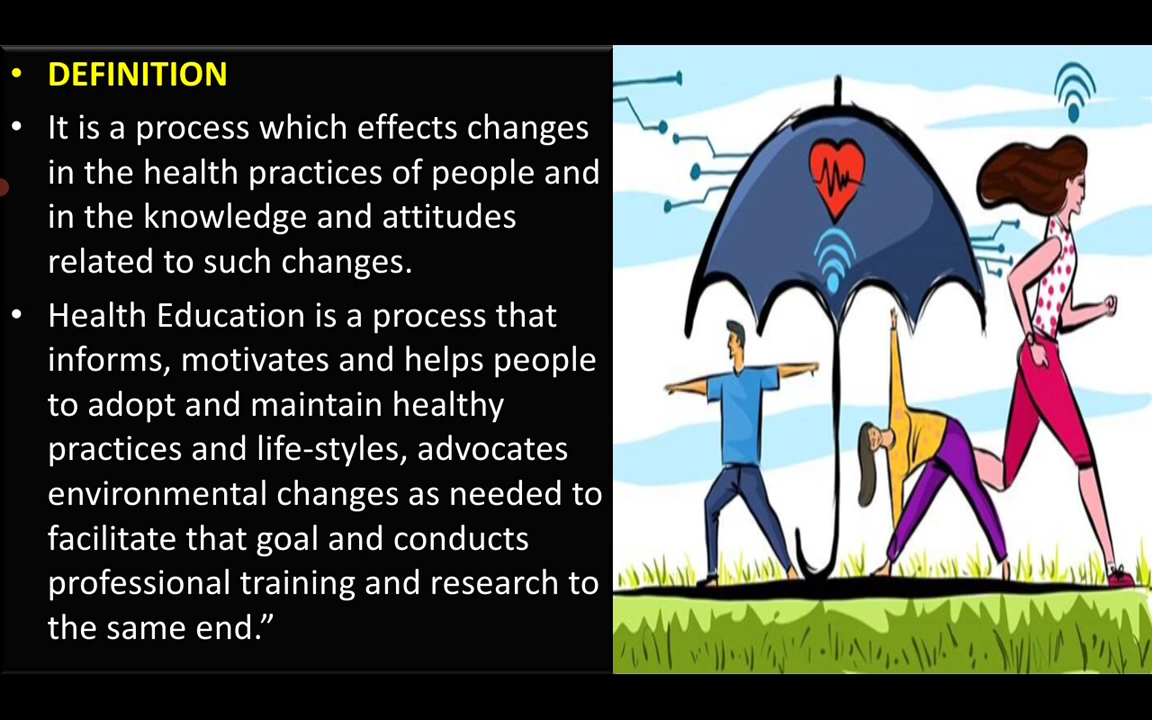 • DEFINITION
• It is a process which effects changes
in the health practices of people and
in the knowledge and attitudes
related to such changes.
• Health Education is a process that
informs, motivates and helps people
to adopt and maintain healthy
practices and life-styles, advocates
environmental changes as needed to
facilitate that goal and conducts
professional training and research to
the same end.”